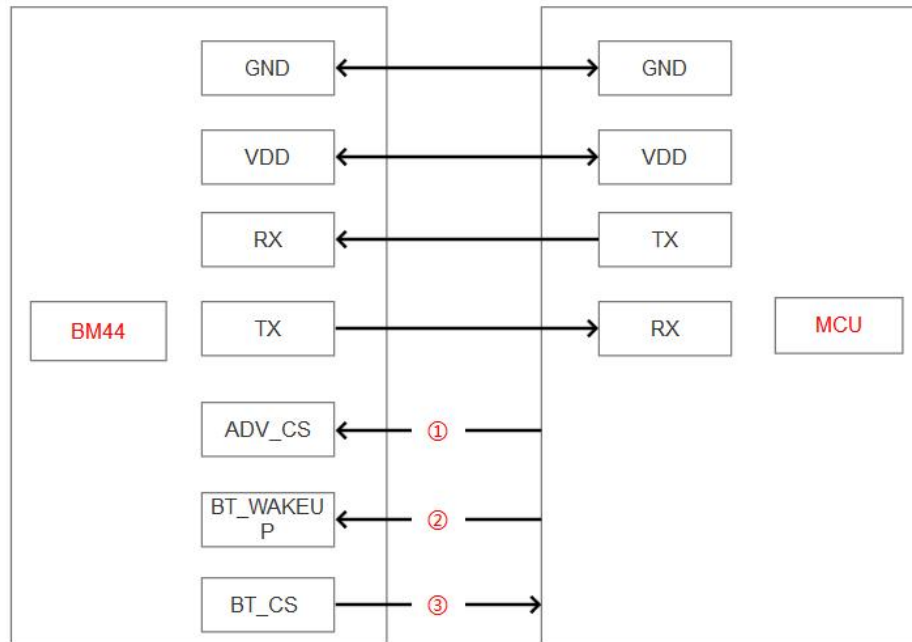 GND GND
VDD VDD
RX TX
BM44 TX RX MCU
ADV_CS ①
BT_WAKEU
P ②
BT_CS ③